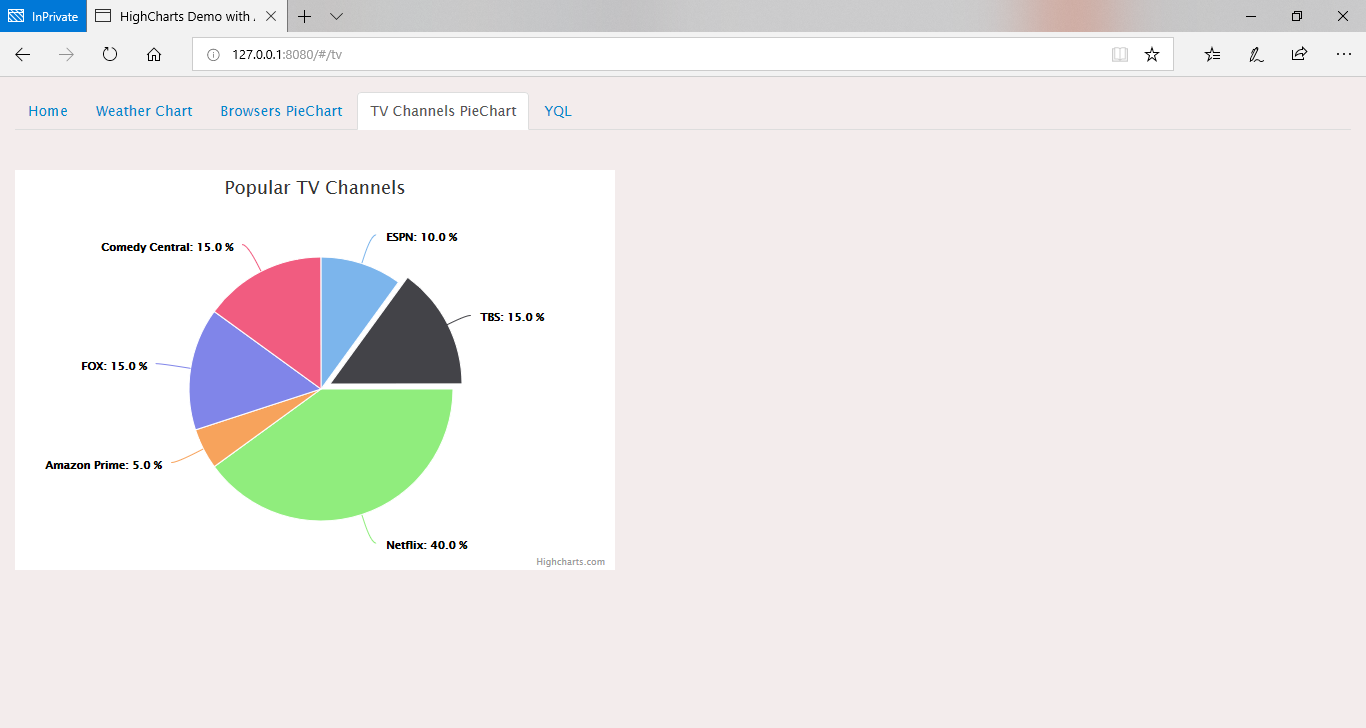 InPrivate
HighCharts Demo with .
127.0.0.1:8080/#/tv
Home
Weather Chart
Browsers PieChart
TV Channels PieChart
YQL
Popular TV Channels
ESPN: 10.0 %
Comedy Central: 15.0 %
TBS: 15.0 %
FOX: 15.0 %
Amazon Prime: 5.0 %
Netflix: 40.0 %
Highcharts.com